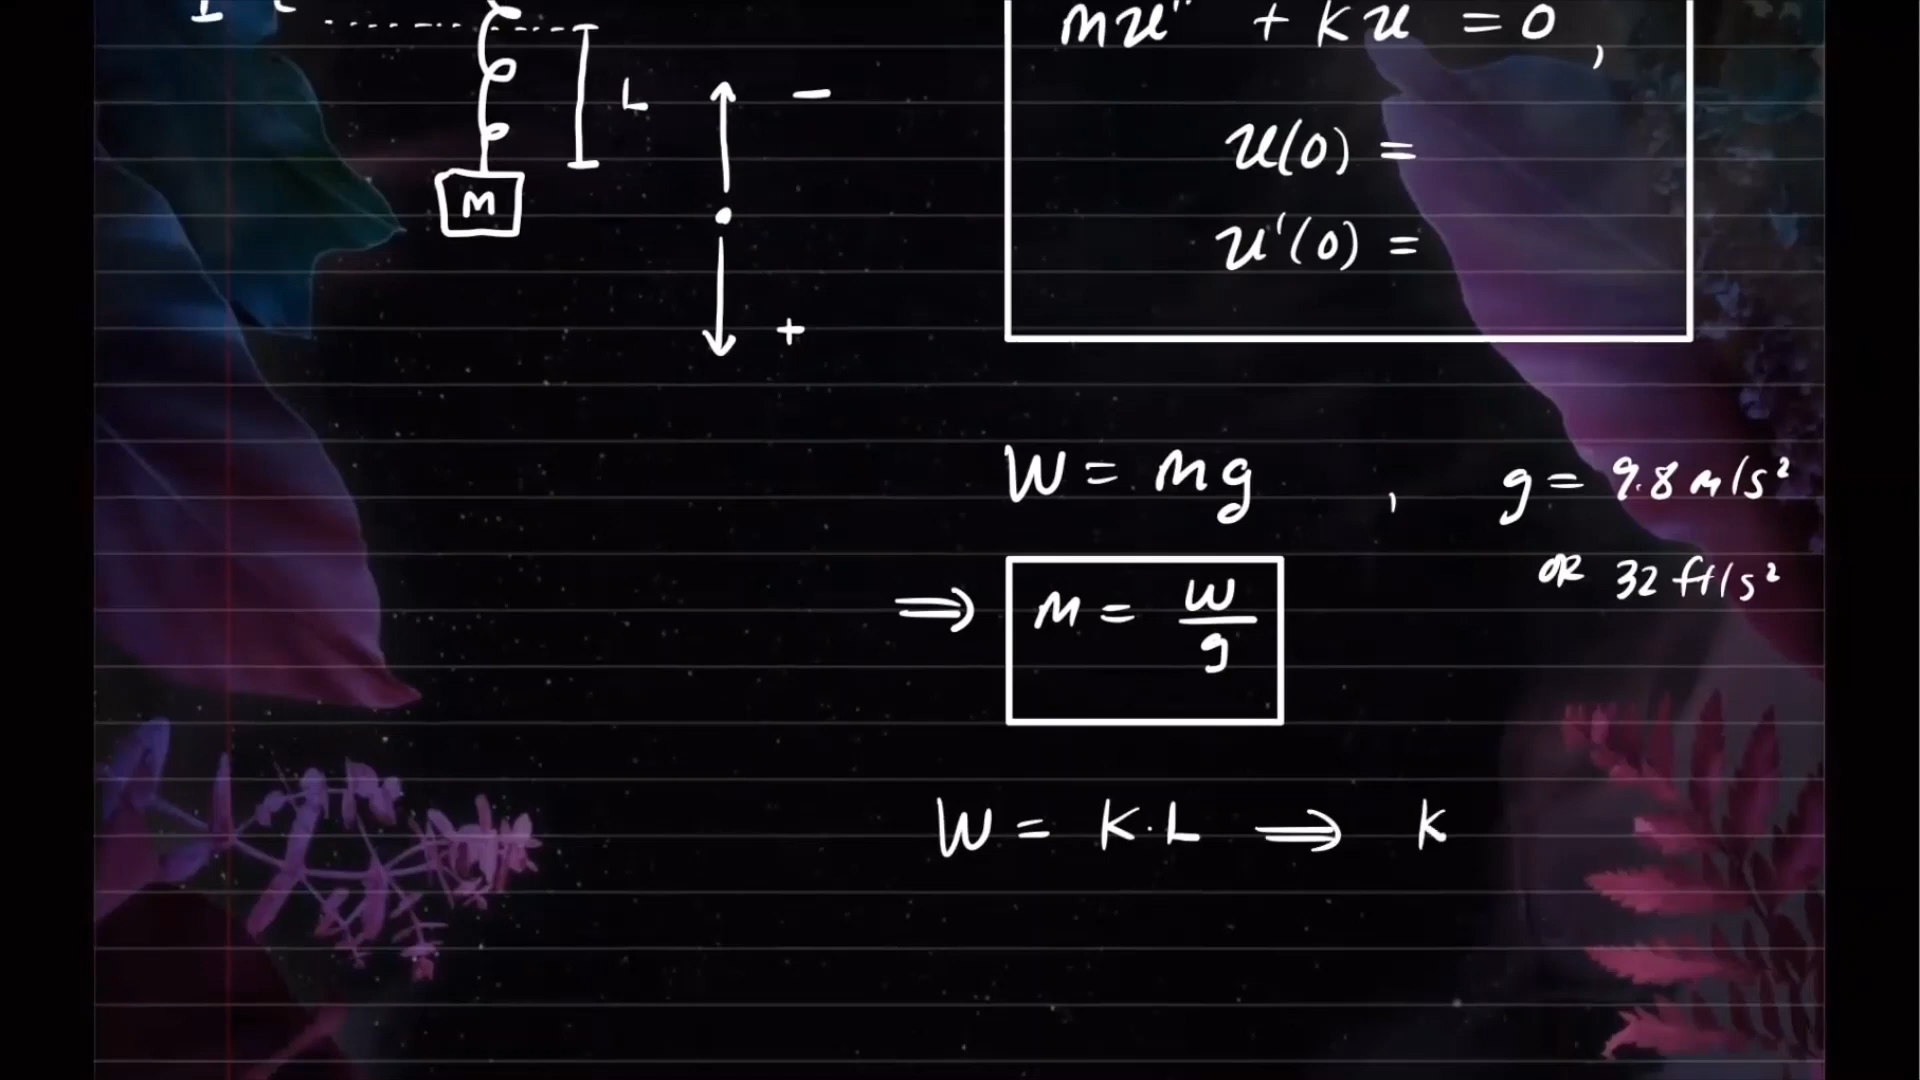 mu'' + ku = 0,
L
-
u(0) =
M
u'(0) =
+
W = mg, g = 9.8 m/s²
OR 32 ft/s²
⇒ m = w/g
W = k·L ⇒ k